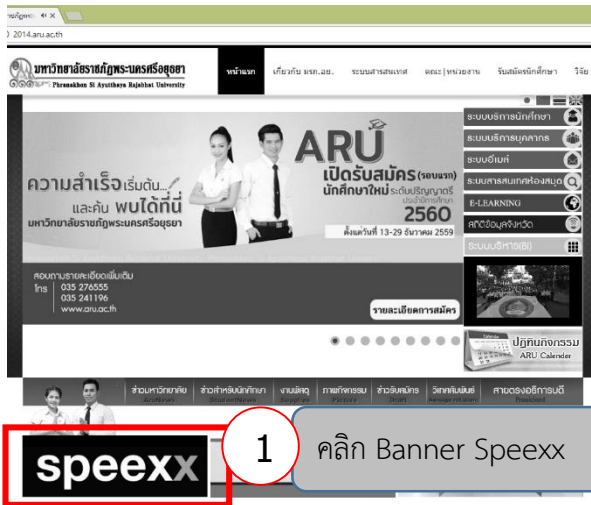 2014.aru.ac.th
มหาวิทยาลัยราชภัฏพระนครศรีอยุธยา
Phranakhon Si Ayutthaya Rajabhat University
หน้าแรก เกี่ยวกับ มรภ.อย. ระบบสารสนเทศ คณะ|หน่วยงาน รับสมัครนักศึกษา วิจัย
ระบบบริการนักศึกษา
ระบบบริการบุคลากร
ระบบอีเมล์
ระบบสารสนเทศห้องสมุด
E-LEARNING
สถิติข้อมูลจังหวัด
ระบบบริหาร(BI)
ARU
เปิดรับสมัคร(รอบแรก)
นักศึกษาใหม่ระดับปริญญาตรี
ประจำปีการศึกษา
2560
ตั้งแต่วันที่ 13-29 ธันวาคม 2559
ความสำเร็จเริ่มต้น...
และค้น พบได้ที่นี่
มหาวิทยาลัยราชภัฏพระนครศรีอยุธยา
สอบถามรายละเอียดเพิ่มเติม
โทร 035 276555
035 241196
www.aru.ac.th
รายละเอียดการสมัคร
ปฏิทินกิจกรรม
ARU Calender
ข่าวมหาวิทยาลัย ข่าวสำหรับนักศึกษา งานพัสดุ ภาพกิจกรรม ข่าวรับสมัคร วิเทศสัมพันธ์ สายตรงอธิการบดี
speexx
1 คลิก Banner Speexx